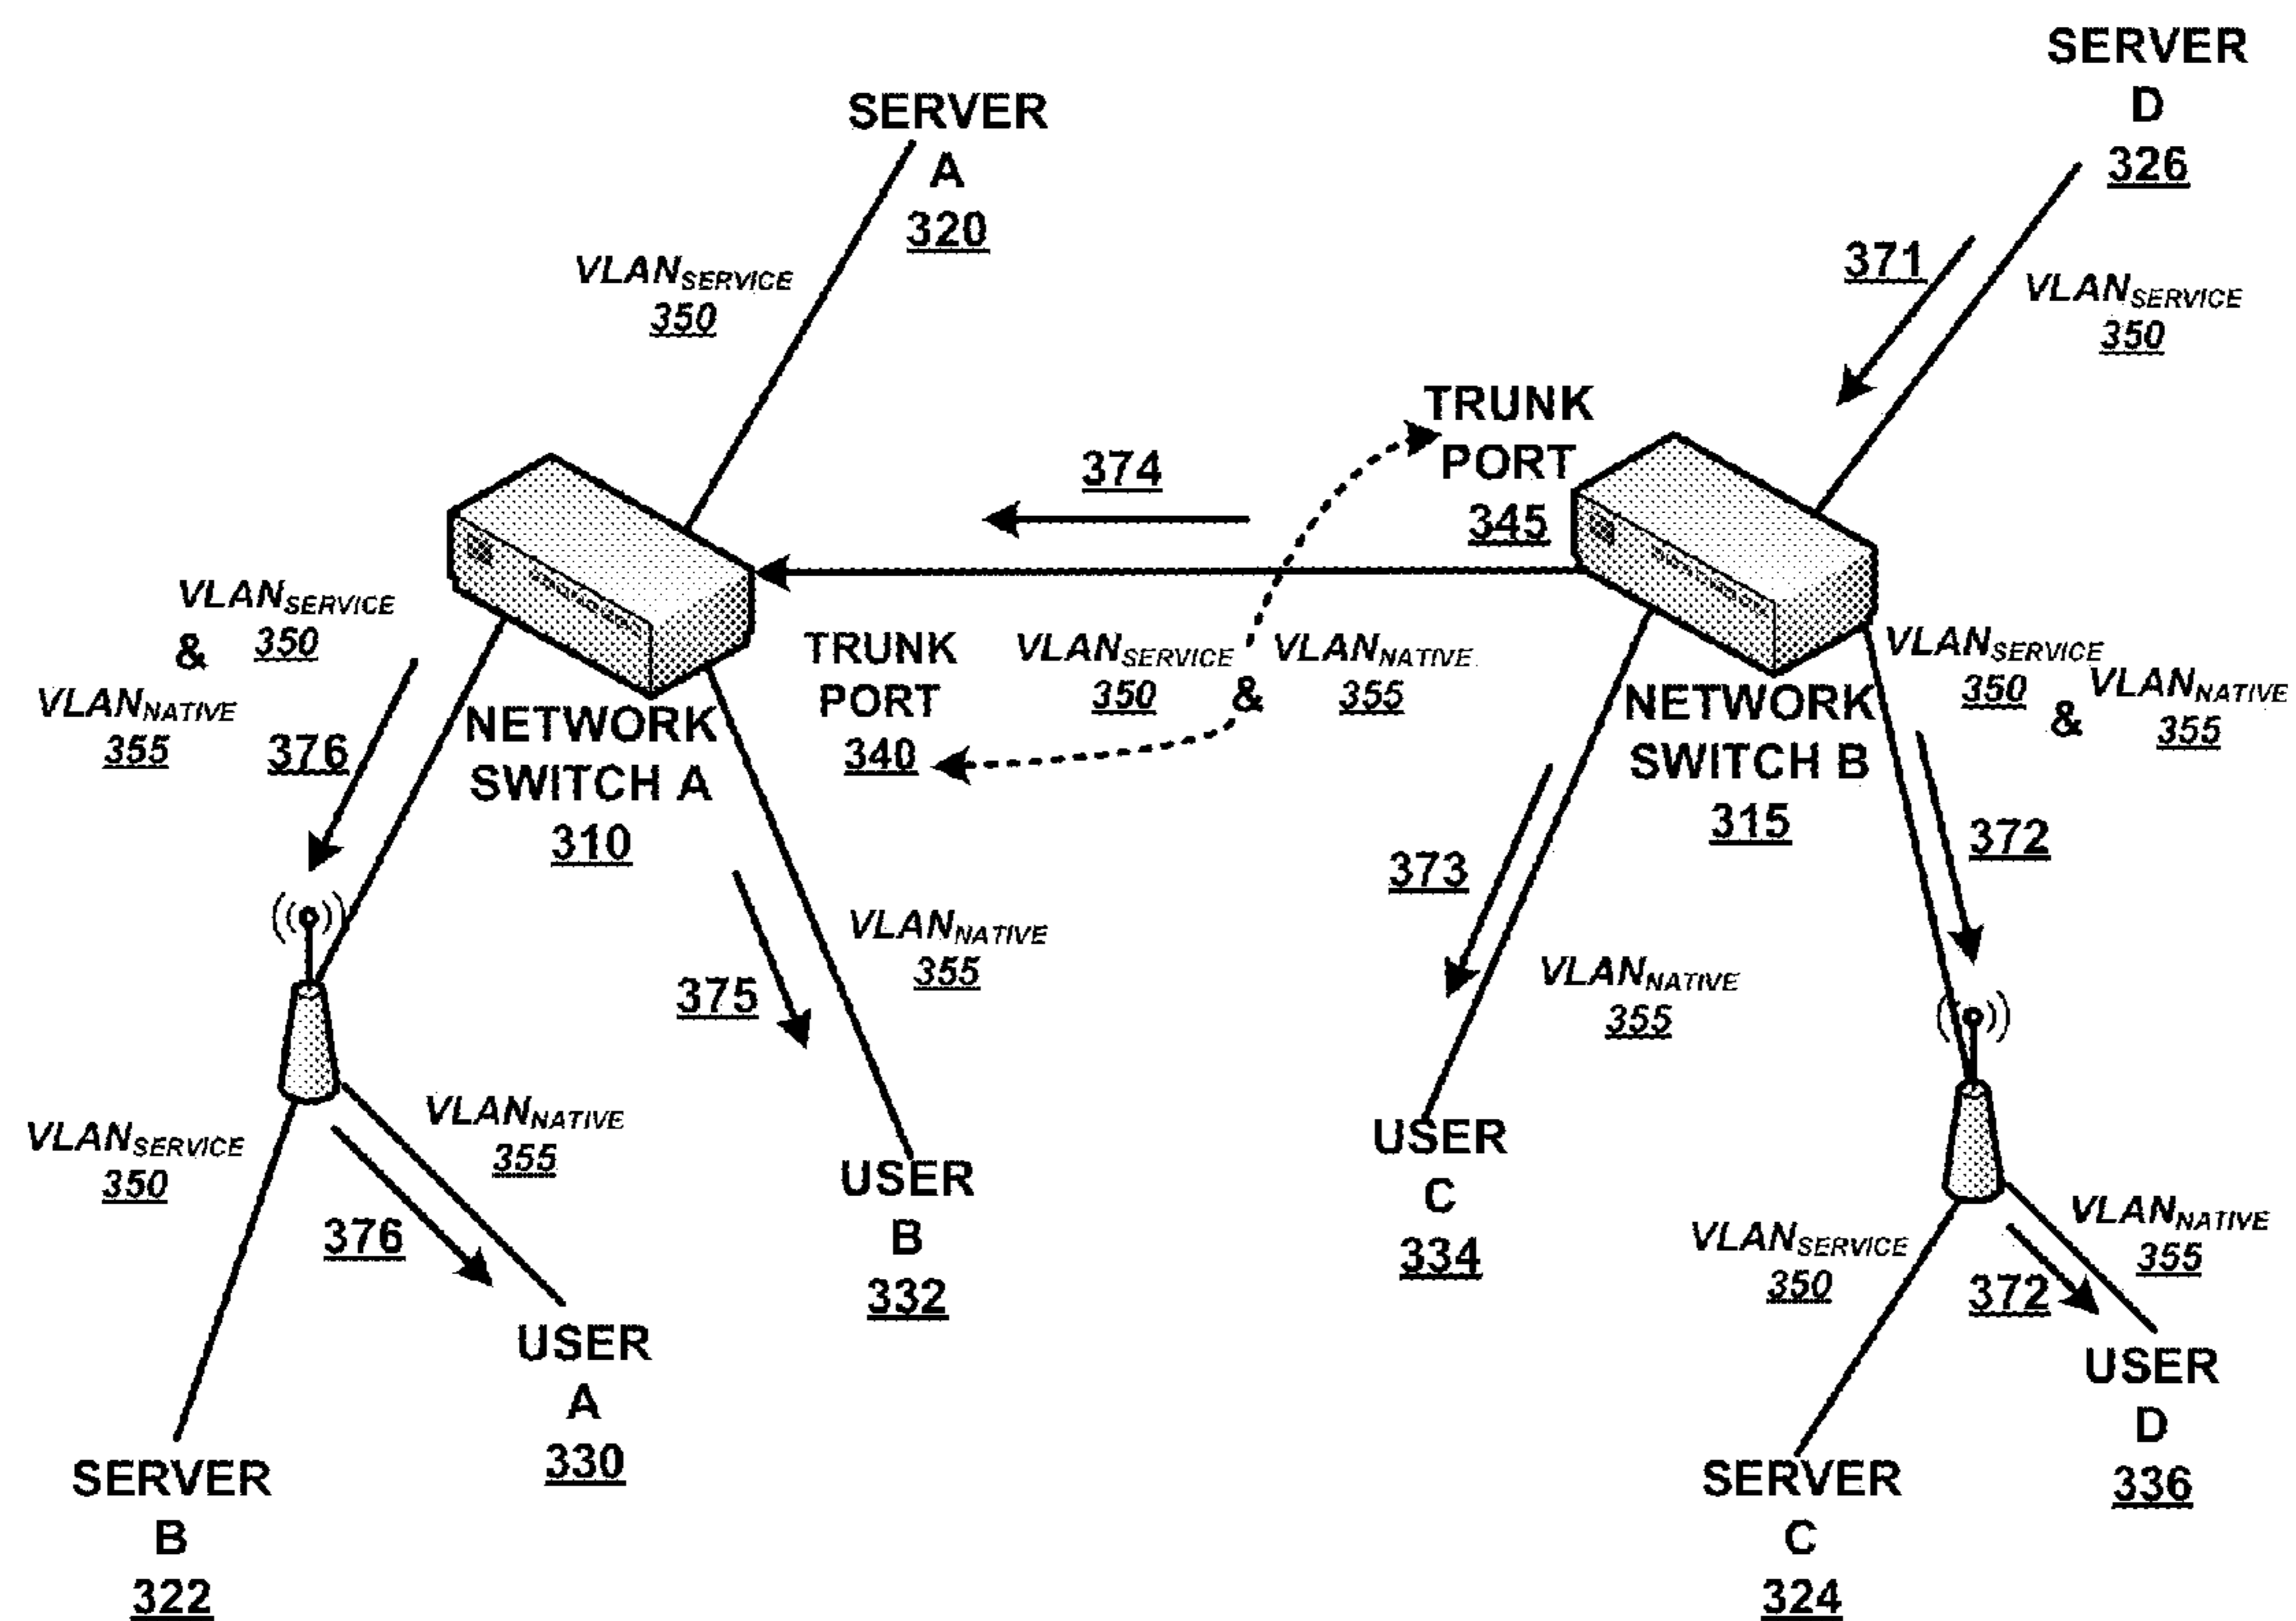 SERVER
D
326
SERVER
A
320
371
VLANSERVICE
350
VLANSERVICE
350
TRUNK
PORT
345
374
VLANSERVICE
350
&
VLANNATIVE
355
376
NETWORK
SWITCH A
310
TRUNK
PORT
340
VLANSERVICE
350
&
VLANNATIVE
355
NETWORK
SWITCH B
315
VLANSERVICE
350
&
VLANNATIVE
355
372
373
VLANNATIVE
355
375
VLANNATIVE
355
VLANSERVICE
350
VLANNATIVE
355
376
USER
A
330
USER
B
332
SERVER
B
322
USER
C
334
VLANSERVICE
350
VLANNATIVE
355
372
USER
D
336
SERVER
C
324